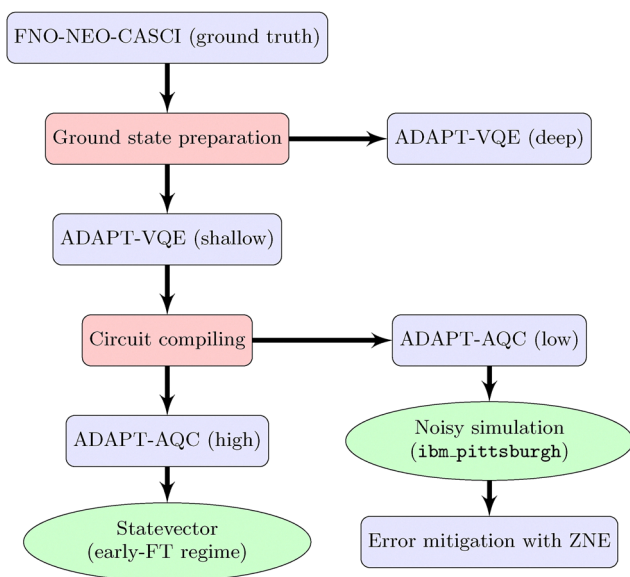 FNO-NEO-CASCI (ground truth)
Ground state preparation
ADAPT-VQE (deep)
ADAPT-VQE (shallow)
Circuit compiling
ADAPT-AQC (low)
ADAPT-AQC (high)
Noisy simulation
(ibm_pittsburgh)
Statevector
(early-FT regime)
Error mitigation with ZNE